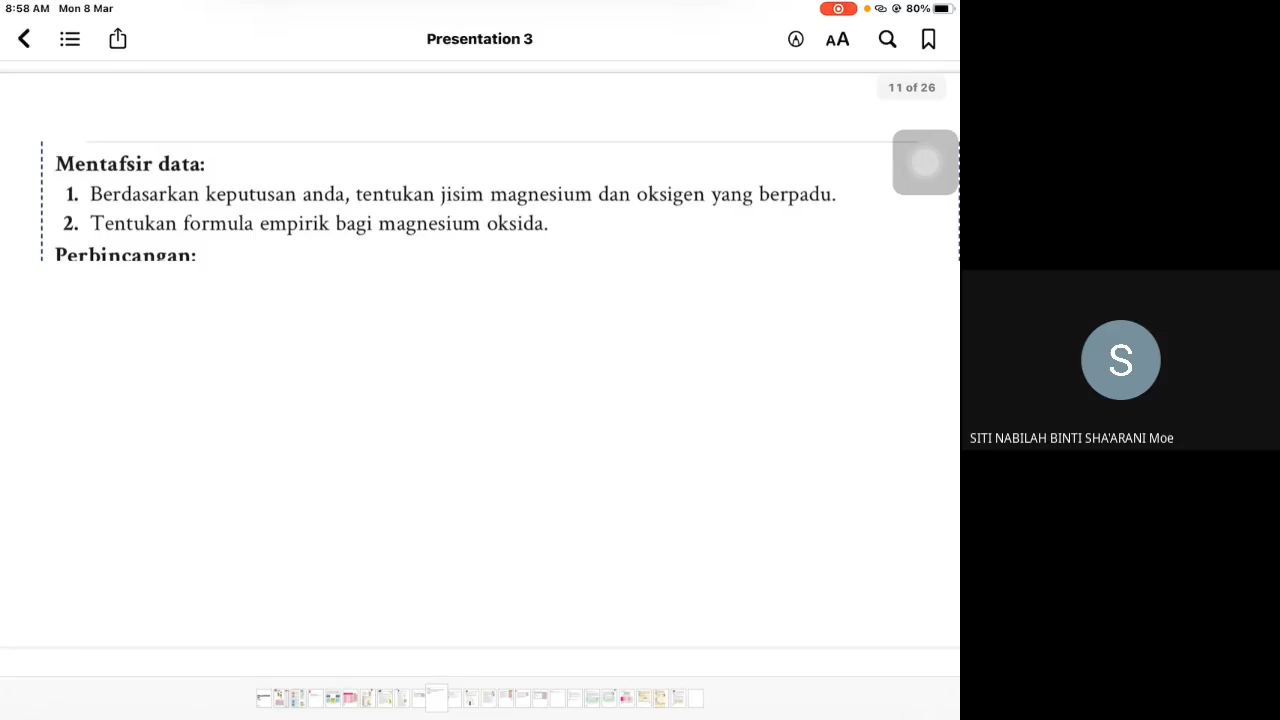 8:58 AM Mon 8 Mar
80%
Presentation 3
AA
11 of 26
Mentafsir data:
1. Berdasarkan keputusan anda, tentukan jisim magnesium dan oksigen yang berpadu.
2. Tentukan formula empirik bagi magnesium oksida.
Perbincangan:
S
SITI NABILAH BINTI SHA'ARANI Moe